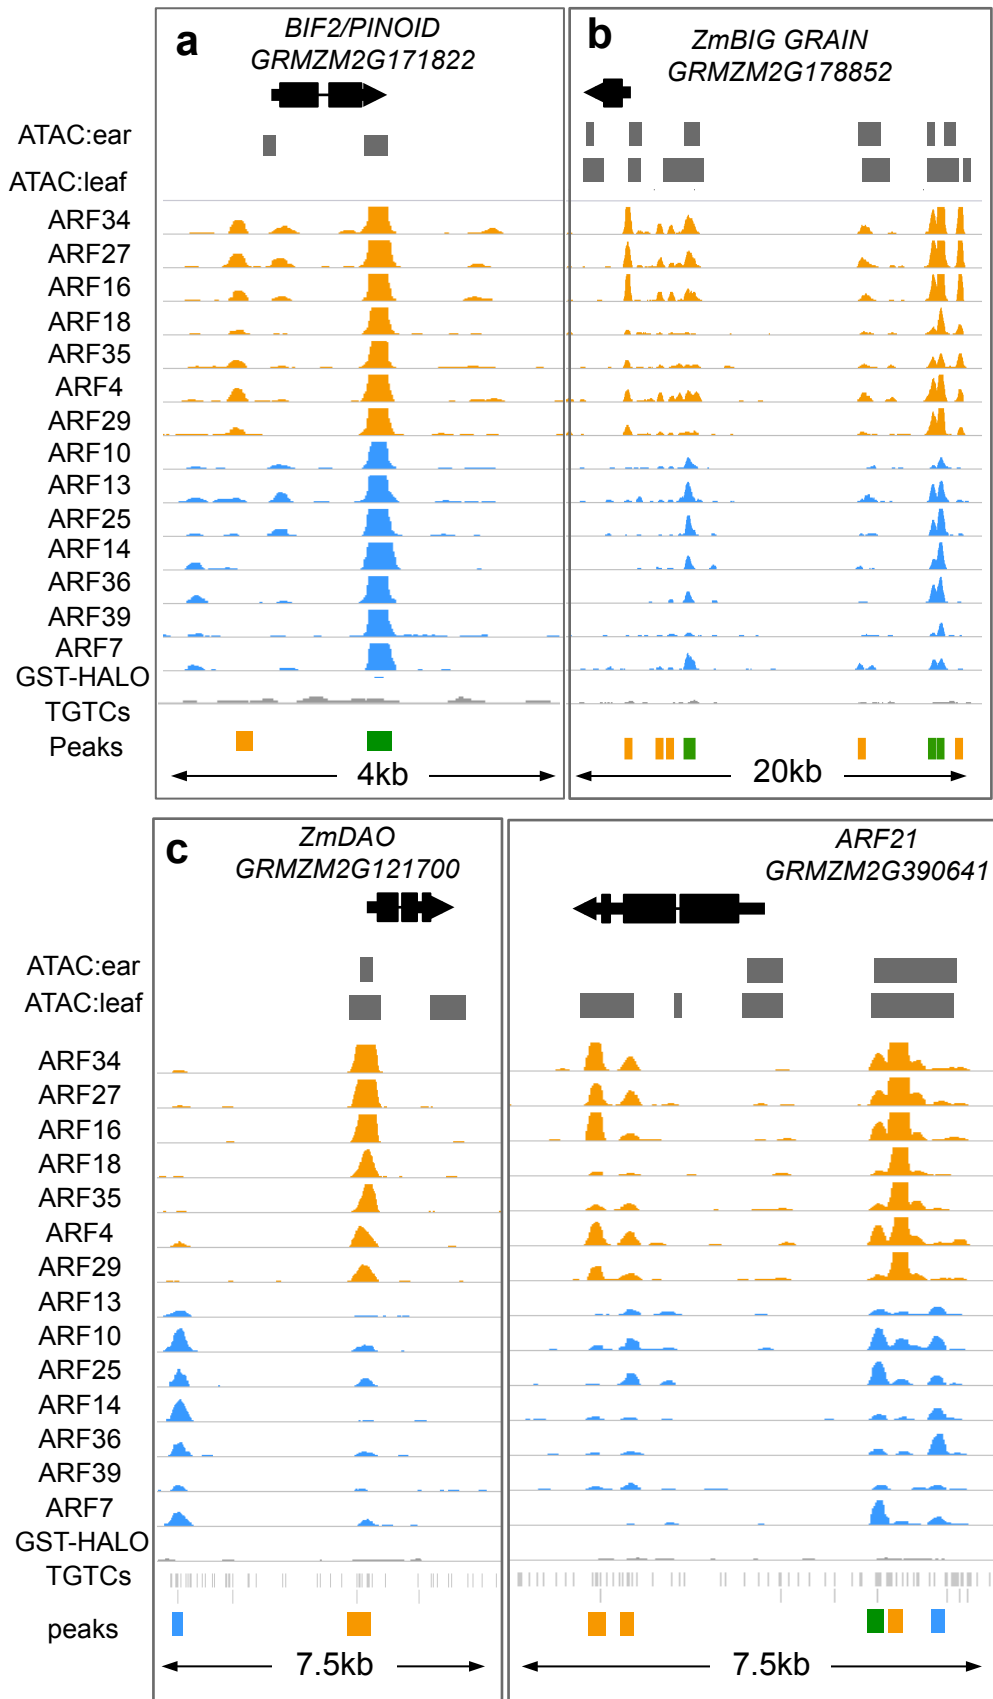 a
BIF2/PINOID
GRMZM2G171822
b
ZmBIG GRAIN
GRMZM2G178852
ATAC:ear
ATAC:leaf
ARF34
ARF27
ARF16
ARF18
ARF35
ARF4
ARF29
ARF10
ARF13
ARF25
ARF14
ARF36
ARF39
ARF7
GST-HALO
TGTCs
Peaks
4kb
20kb
c
ZmDAO
GRMZM2G121700
ARF21
GRMZM2G390641
ATAC:ear
ATAC:leaf
ARF34
ARF27
ARF16
ARF18
ARF35
ARF4
ARF29
ARF13
ARF10
ARF25
ARF14
ARF36
ARF39
ARF7
GST-HALO
TGTCs
peaks
7.5kb
7.5kb